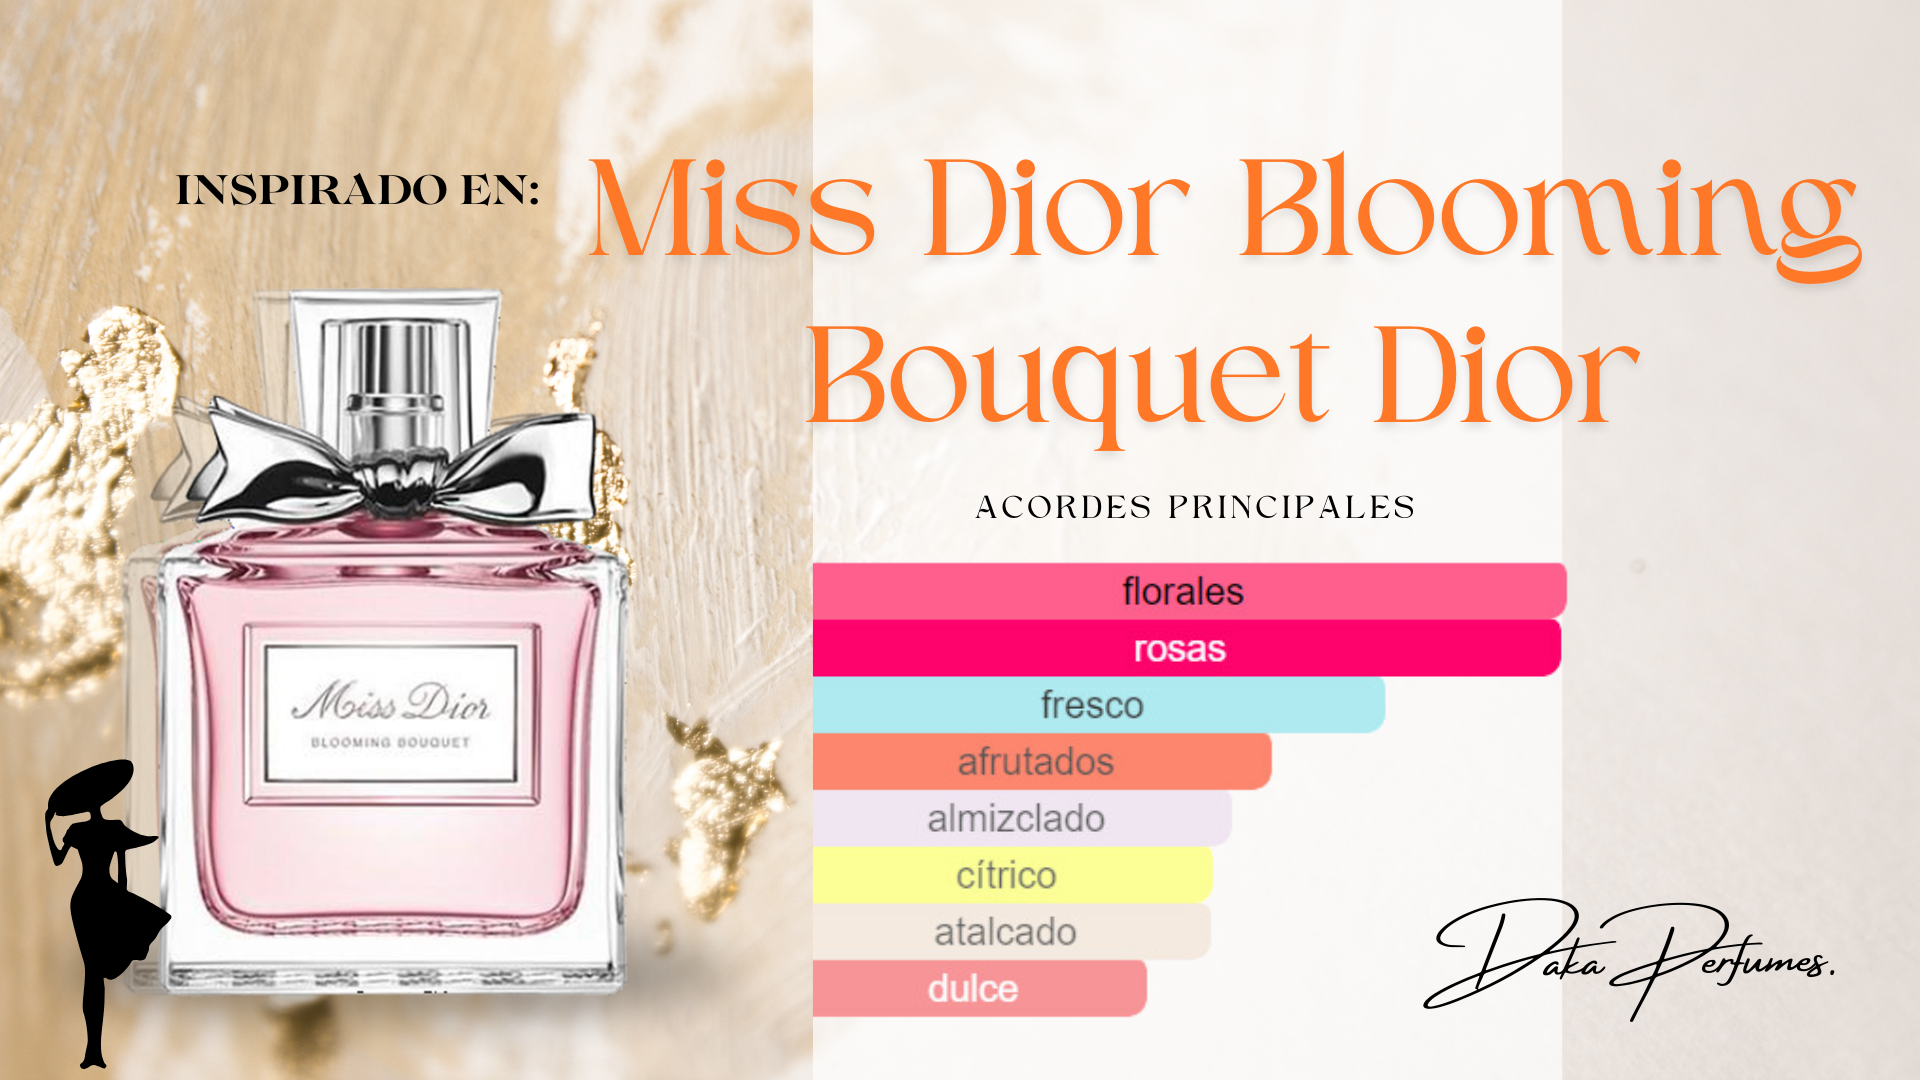 INSPIRADO EN:
Miss Dior Blooming
Bouquet Dior
ACORDES PRINCIPALES
florales
rosas
fresco
afrutados
almizclado
cítrico
atalcado
dulce
Miss Dior
BLOOMING BOUQUET
Daka Perfumes.